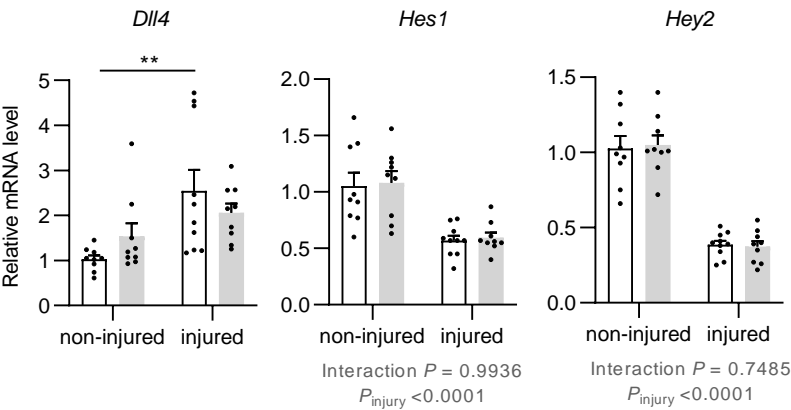 Dll4
Hes1
Hey2
Relative mRNA level
**
5
4
3
2
1
0
non-injured injured
2.0
1.5
1.0
0.5
0.0
non-injured injured
Interaction P = 0.9936
Pinjury <0.0001
1.5
1.0
0.5
0.0
non-injured injured
Interaction P = 0.7485
Pinjury <0.0001